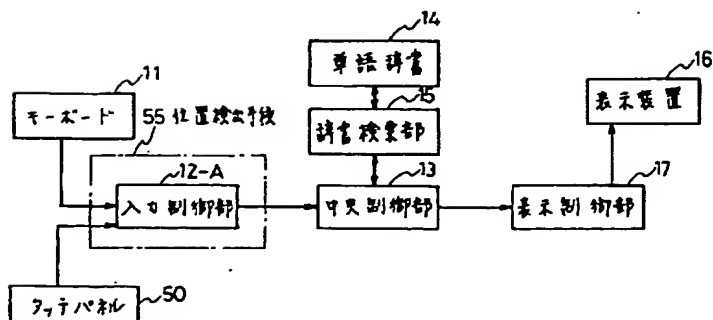 14
単語辞書
16
表示装置
11
キーボード
55 位置検出手段
15
辞書検索部
12-A
入力制御部
13
中央制御部
17
表示制御部
タッチパネル
50